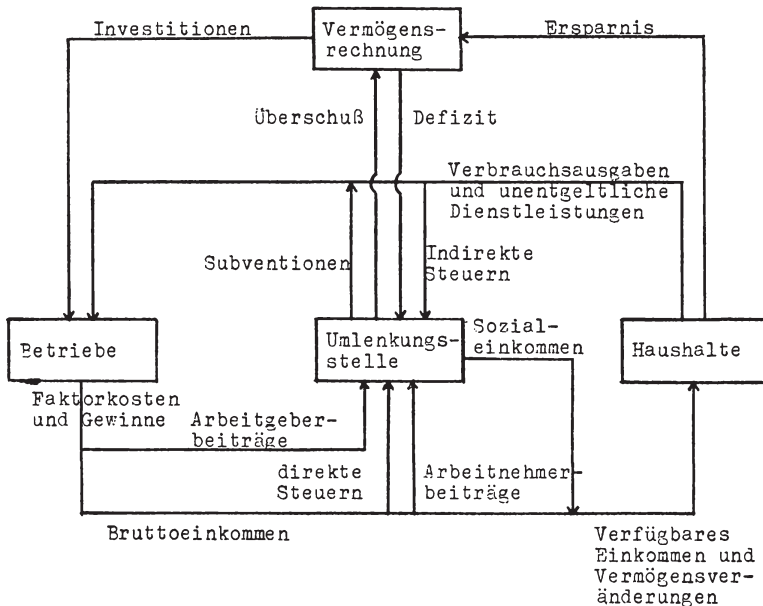 Investitionen
Vermögens-
rechnung
Ersparnis
Überschuß
Defizit
Verbrauchsausgaben
und unentgeltliche
Dienstleistungen
Subventionen
Indirekte
Steuern
Betriebe
Umlenkungs-
stelle
Sozial-
einkommen
Haushalte
Faktorkosten
und Gewinne
Arbeitgeber-
beiträge
direkte
Steuern
Arbeitnehmer-
beiträge
Bruttoeinkommen
Verfügbares
Einkommen und
Vermögensver-
änderungen